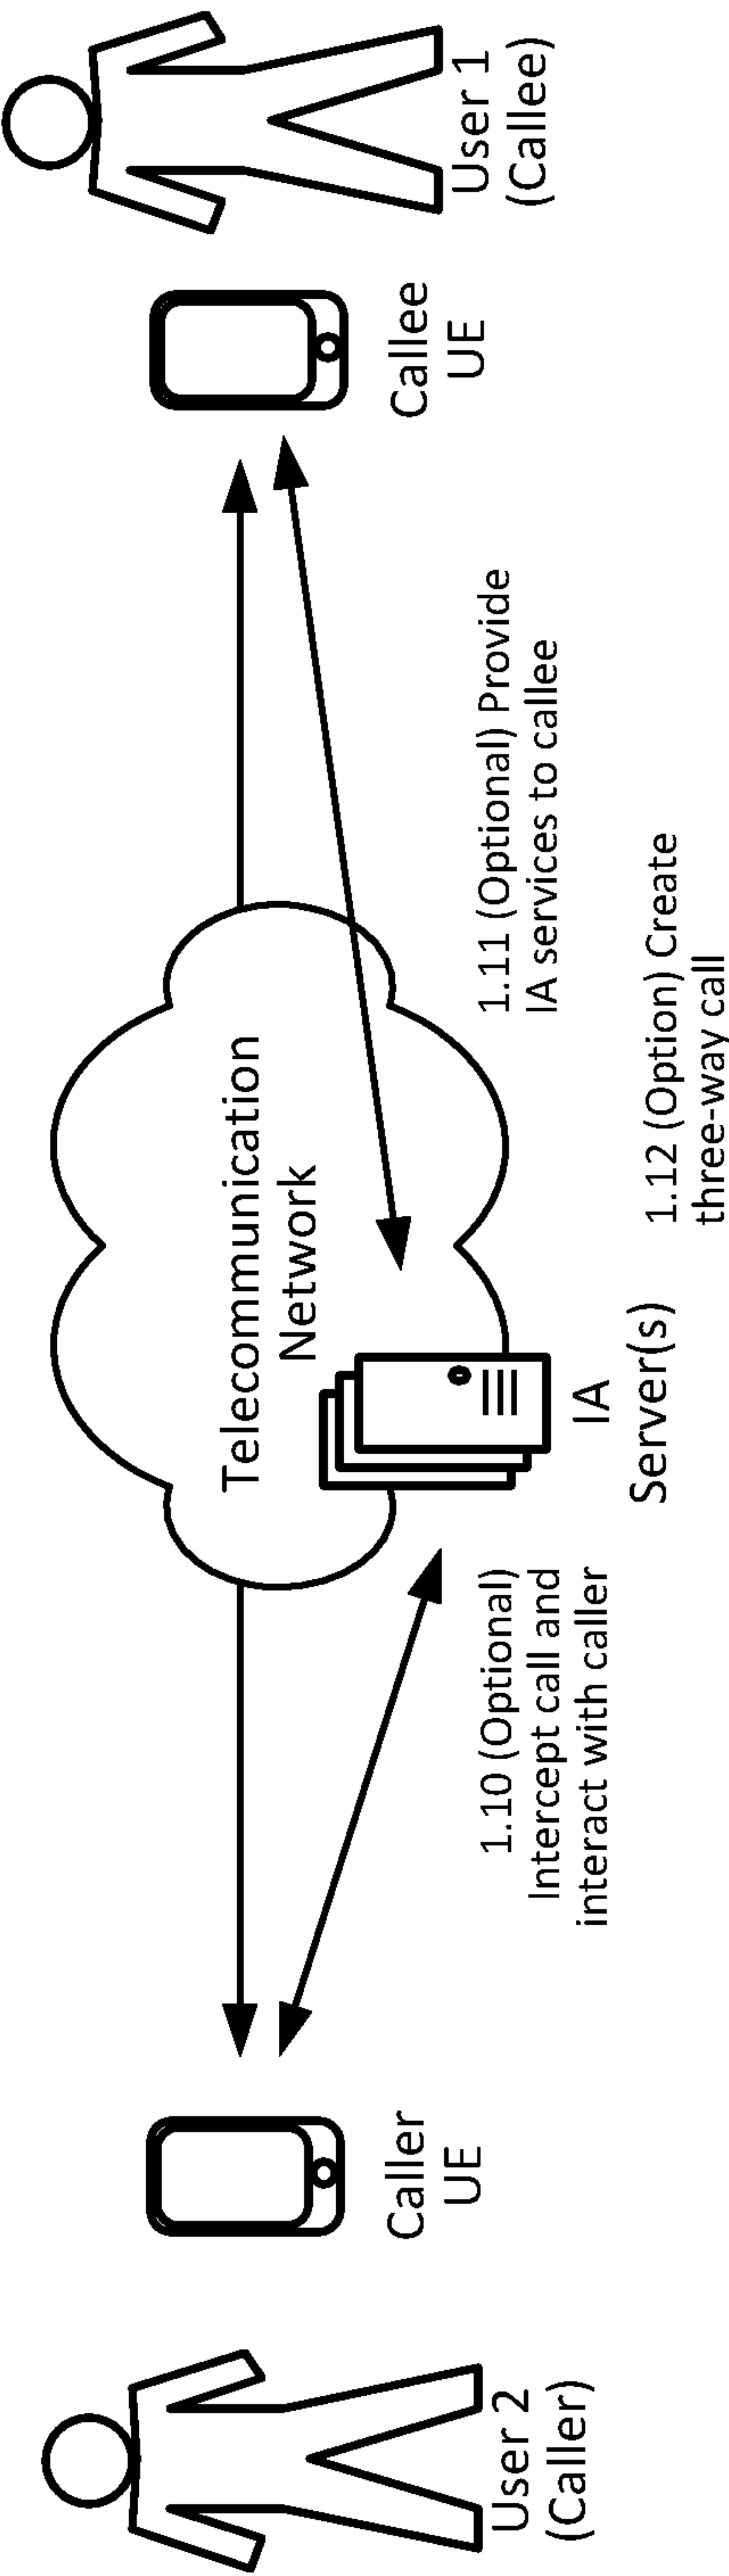 User 2
(Caller)
Caller
UE
1.10 (Optional)
Intercept call and
interact with caller
Telecommunication
Network
IA
Server(s)
1.11 (Optional) Provide
IA services to callee
1.12 (Option) Create
three-way call
Callee
UE
User 1
(Callee)